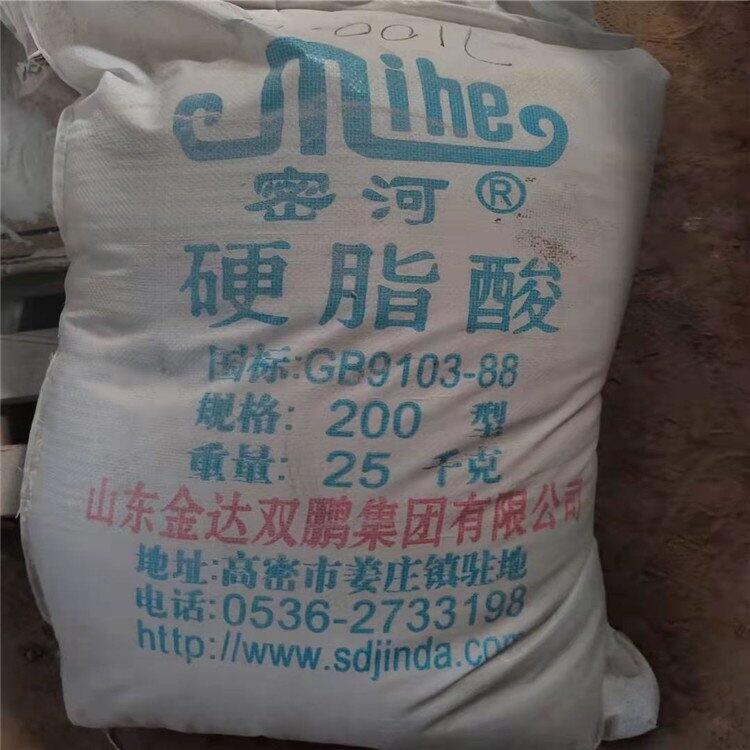 Mihe
密河®
硬脂酸
国标:GB9103-88
规格: 200 型
重量: 25 千克
山东金达双鹏集团有限公司
地址:高密市姜庄镇驻地
电话:0536-2733198
http://www.sdjinda.com